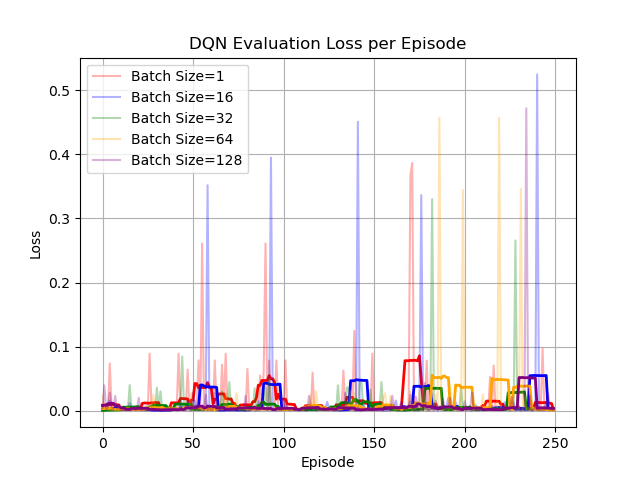 DQN Evaluation Loss per Episode
Batch Size=1
Batch Size=16
Batch Size=32
Batch Size=64
Batch Size=128
Loss
0.5
0.4
0.3
0.2
0.1
0.0
0 50 100 150 200 250
Episode